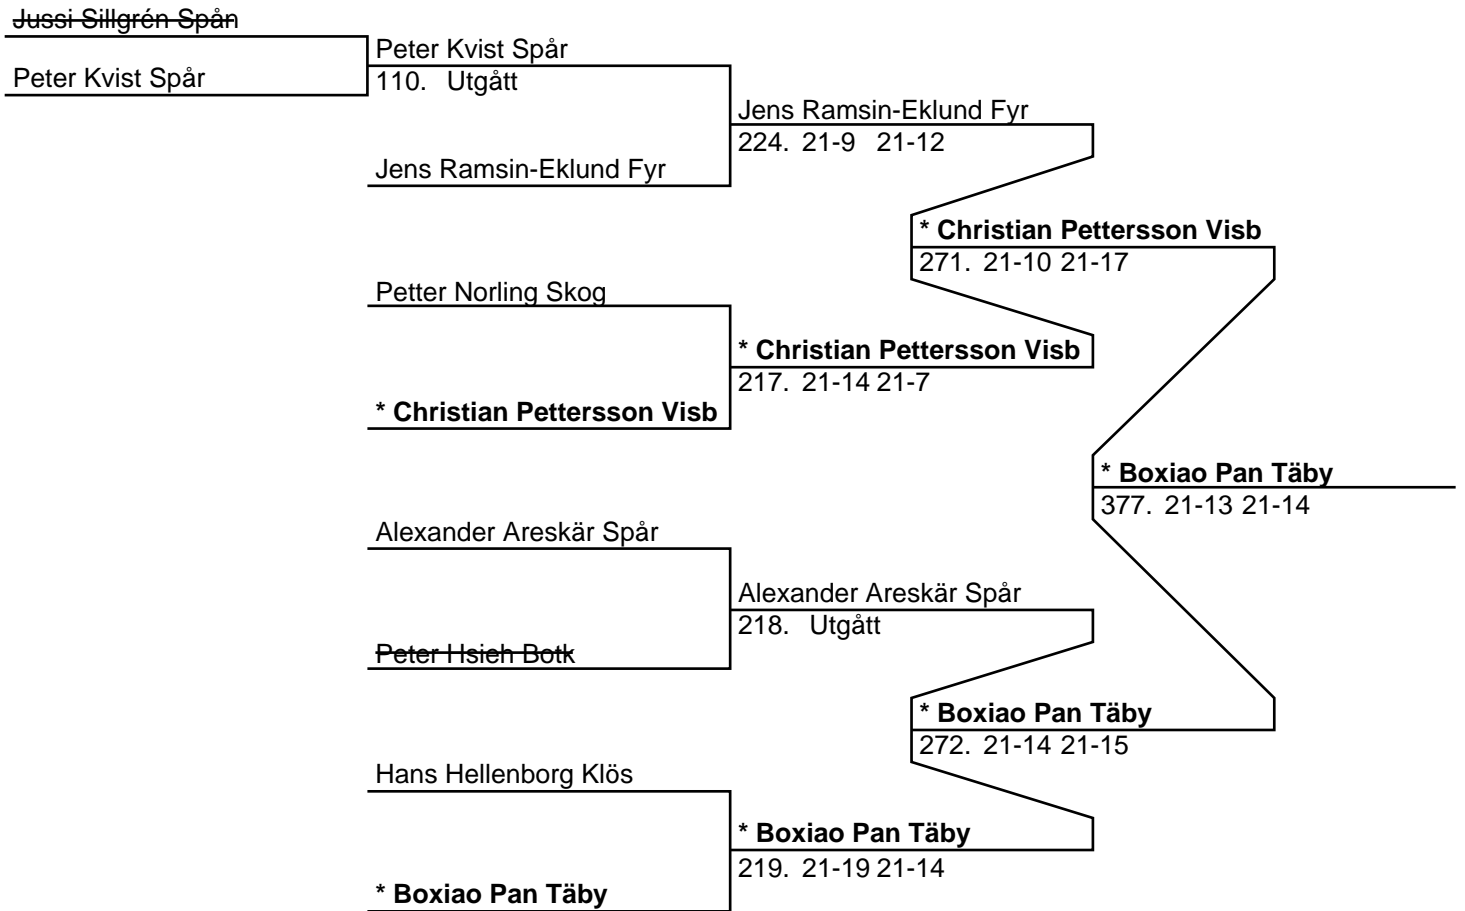 Jussi Sillgrén Spån
Peter Kvist Spår
Peter Kvist Spår
110. Utgått
Jens Ramsin-Eklund Fyr
224. 21-9 21-12
Jens Ramsin-Eklund Fyr
* Christian Pettersson Visb
271. 21-10 21-17
Petter Norling Skog
* Christian Pettersson Visb
217. 21-14 21-7
* Christian Pettersson Visb
* Boxiao Pan Täby
377. 21-13 21-14
Alexander Areskär Spår
Alexander Areskär Spår
218. Utgått
Peter Hsieh Botk
* Boxiao Pan Täby
272. 21-14 21-15
Hans Hellenborg Klös
* Boxiao Pan Täby
219. 21-19 21-14
* Boxiao Pan Täby